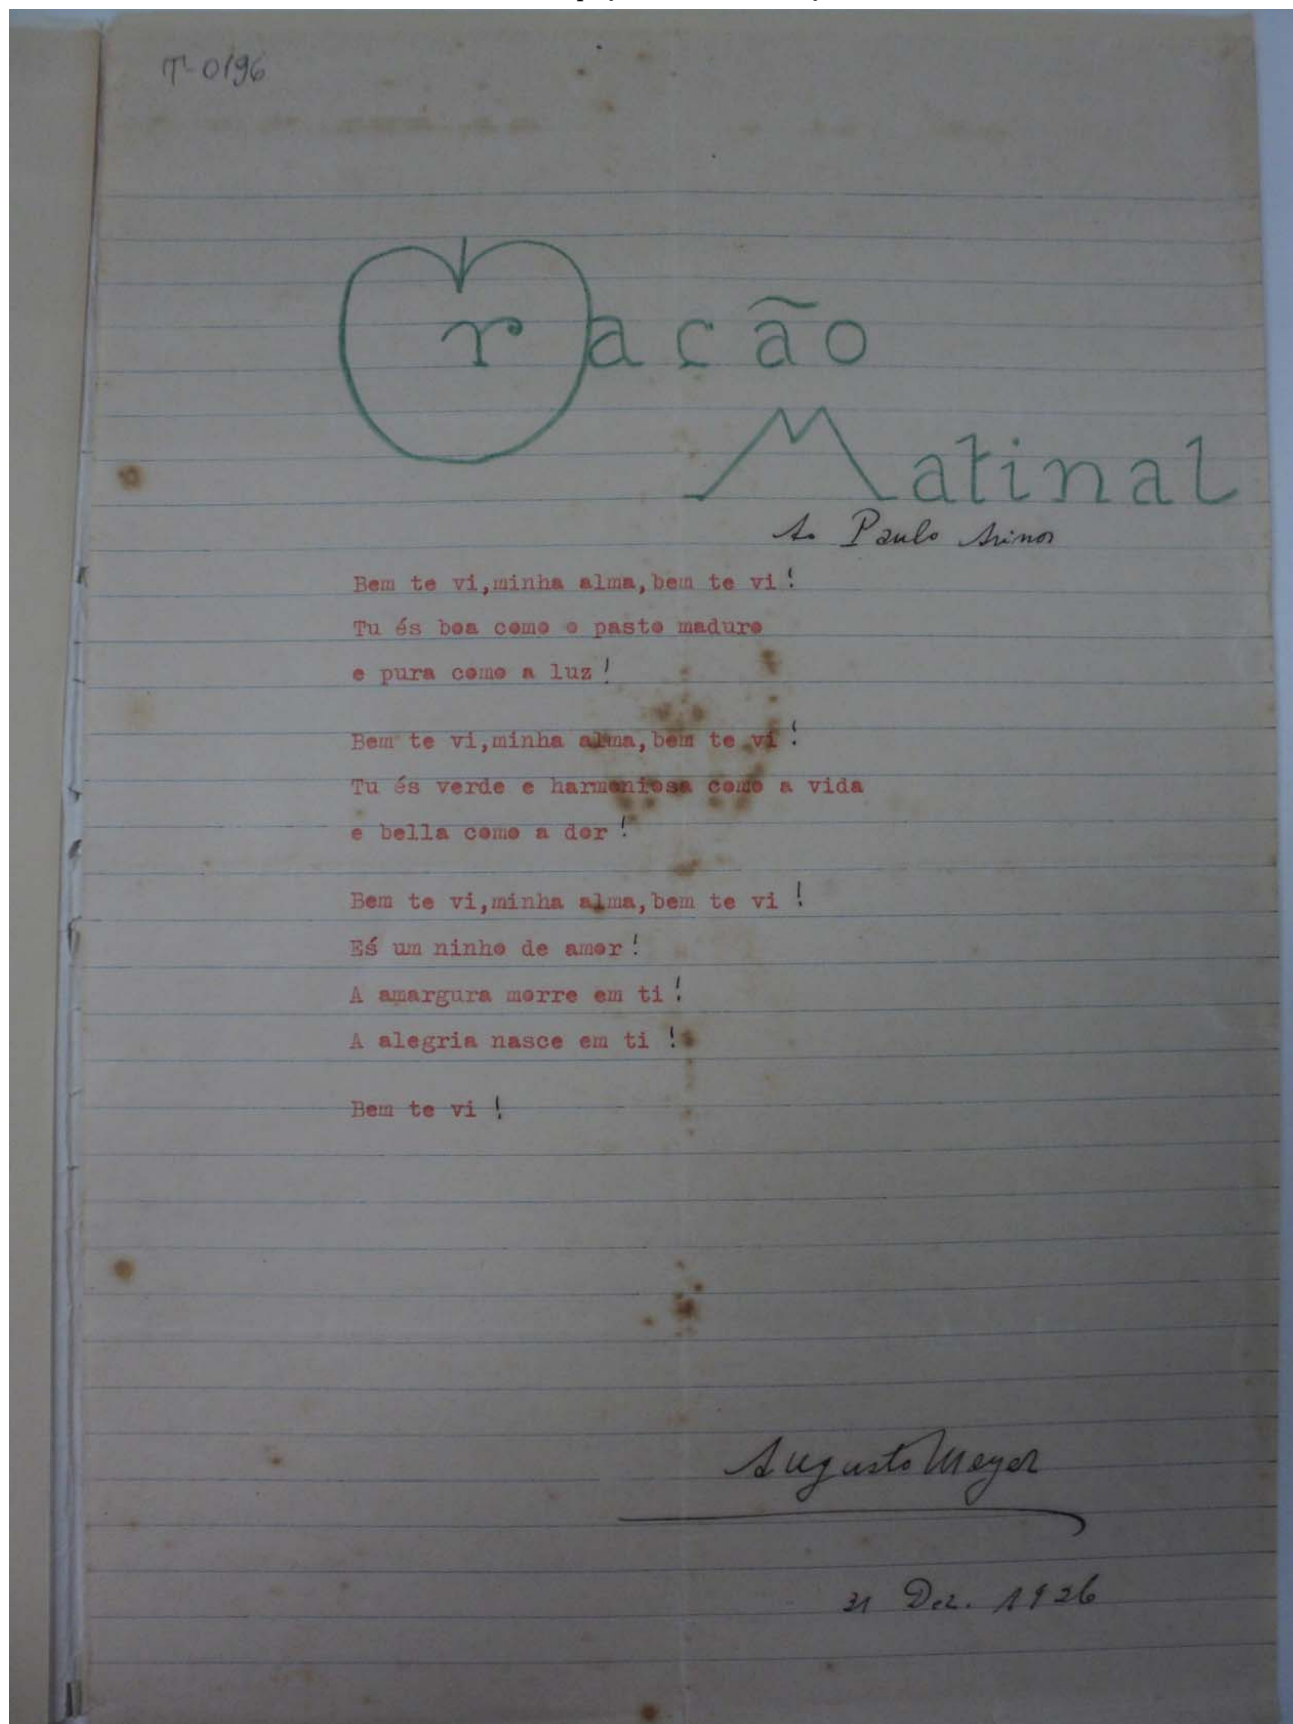 T-0196
Oração
Matinal
Ao Paulo Arinos
Bem te vi,minha alma,bem te vi!
Tu és boa como o pasto maduro
e pura como a luz!
Bem te vi,minha alma,bem te vi!
Tu és verde e harmoniosa como a vida
e bella como a dor!
Bem te vi,minha alma,bem te vi !
Eś um ninho de amor!
A amargura morre em ti!
A alegria nasce em ti !
Bem te vi !
Augusto Meyer
31 Dez. 1926